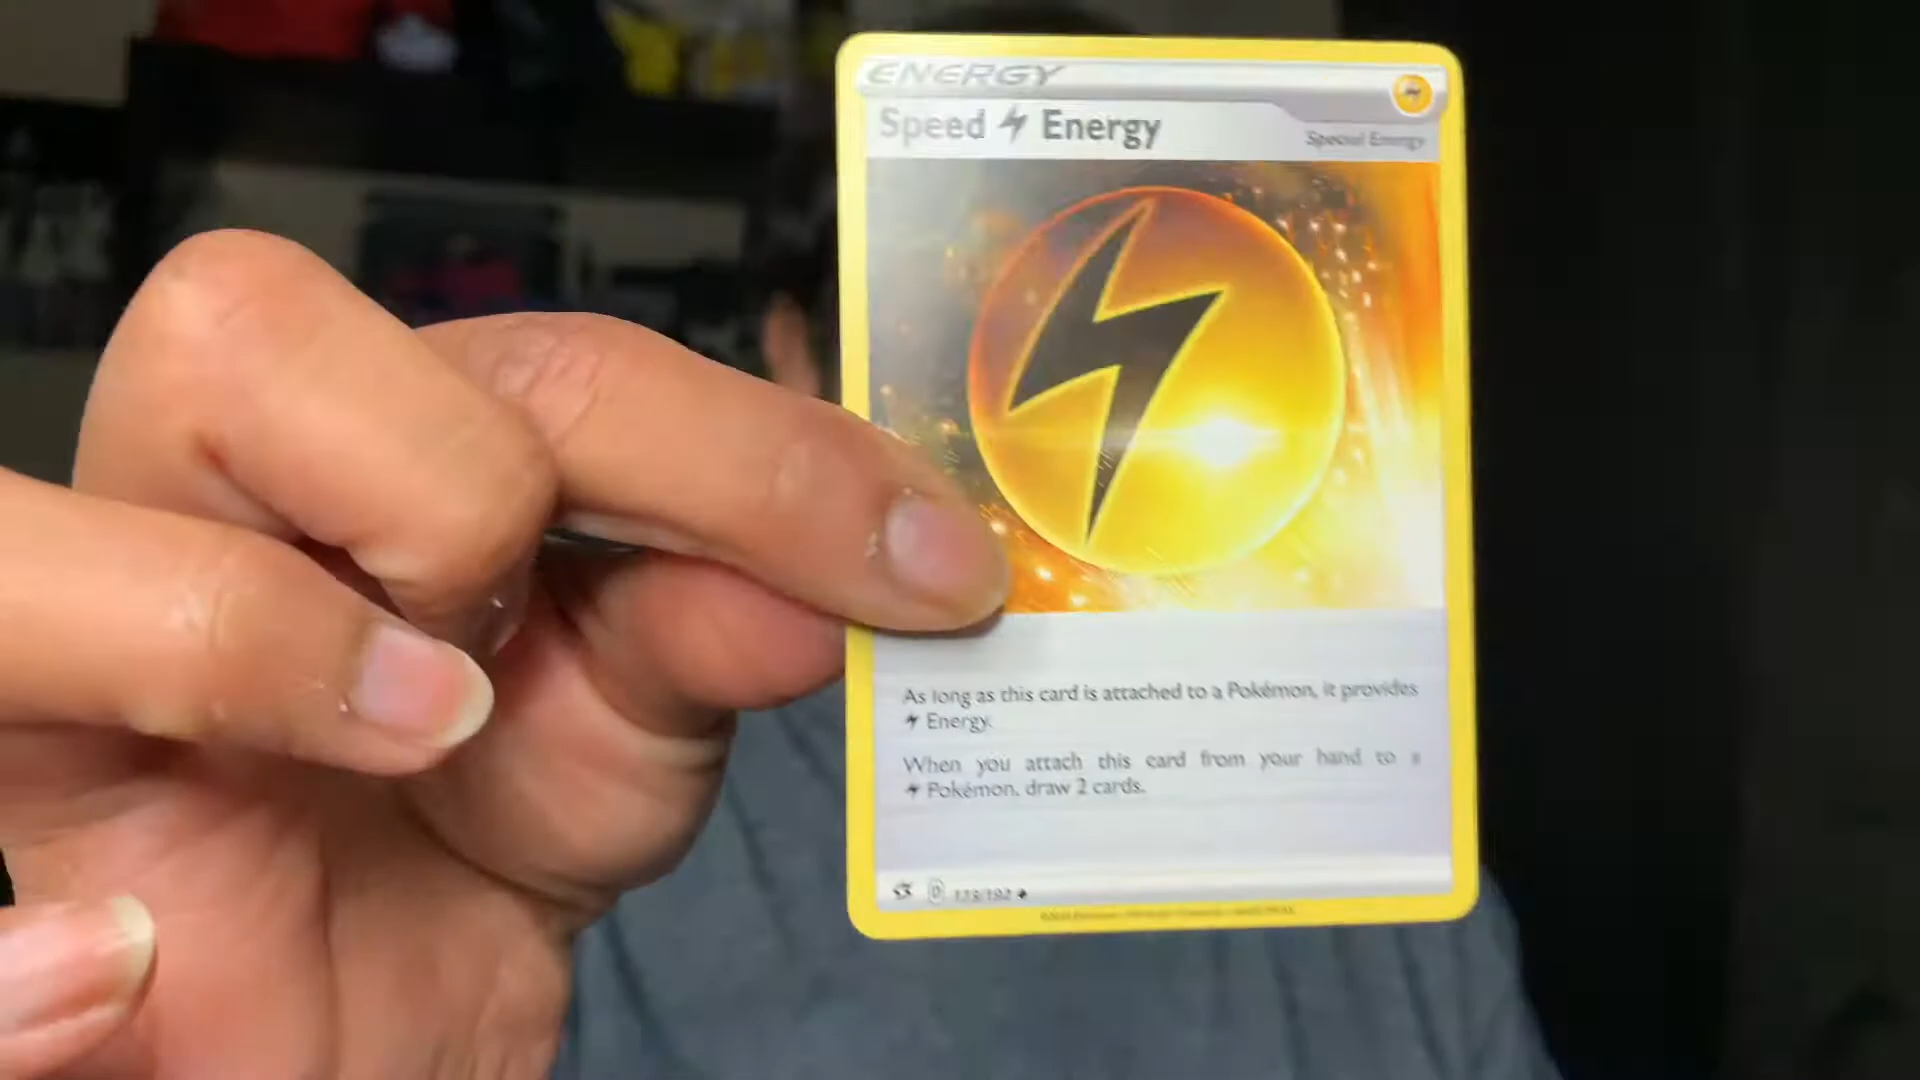 ENERGY
Speed Energy
Special Energy
As long as this card is attached to a Pokémon, it provides
Energy.
When you attach this card from your hand to a
Pokémon, draw 2 cards.
D